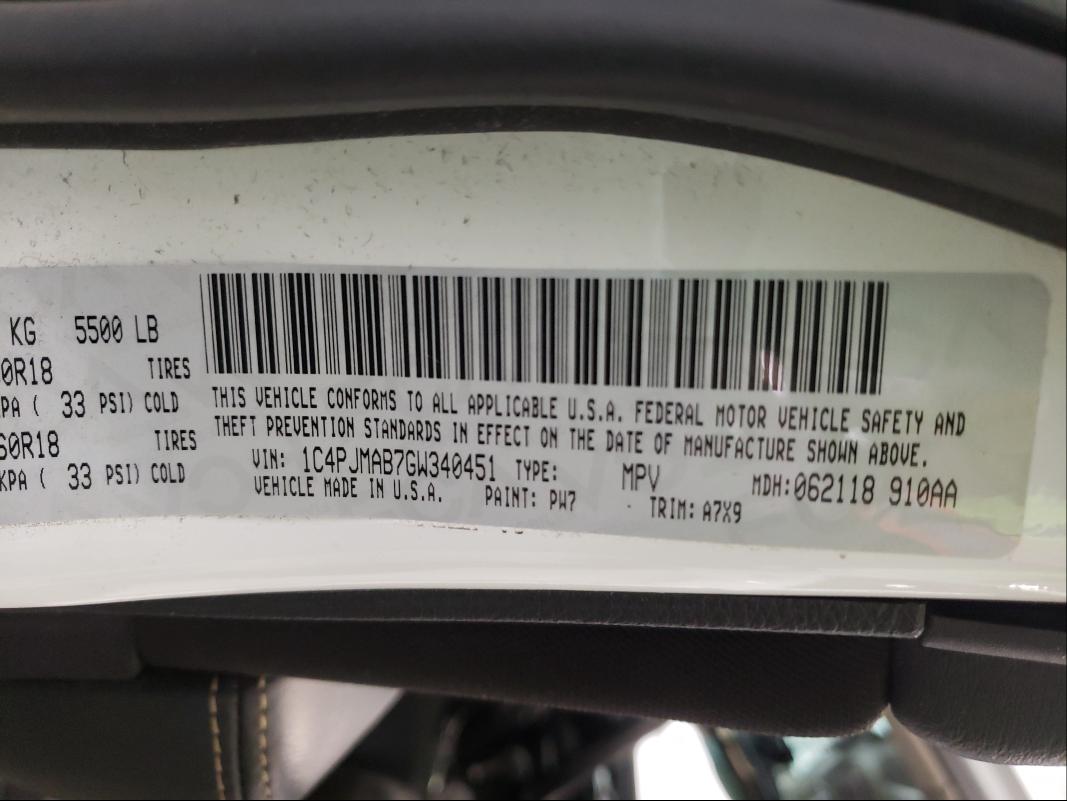 KG 5500 LB
0R18 TIRES
PA ( 33 PSI) COLD
60R18 TIRES
KPA ( 33 PSI) COLD
THIS VEHICLE CONFORMS TO ALL APPLICABLE U.S.A. FEDERAL MOTOR VEHICLE SAFETY AND
THEFT PREVENTION STANDARDS IN EFFECT ON THE DATE OF MANUFACTURE SHOWN ABOVE.
VIN: 1C4PJMAB7GW340451 TYPE: MPV MDH:062118 910AA
VEHICLE MADE IN U.S.A. PAINT: PW7 TRIM: A7X9